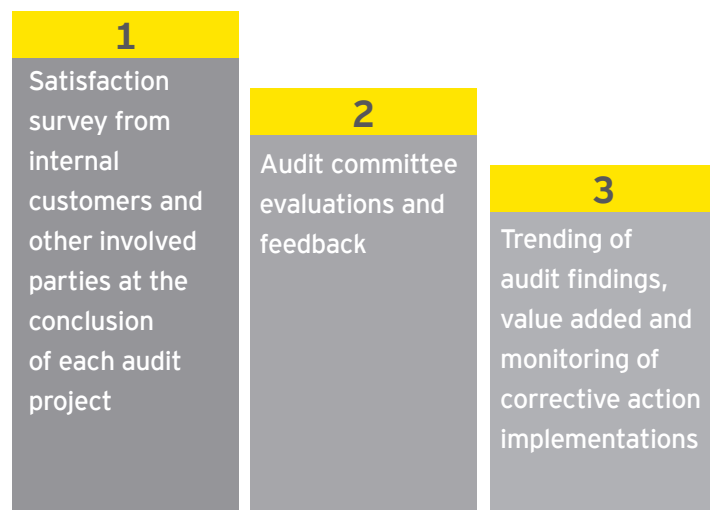 1
Satisfaction
survey from
internal
customers and
other involved
parties at the
conclusion
of each audit
project
2
Audit committee
evaluations and
feedback
3
Trending of
audit findings,
value added and
monitoring of
corrective action
implementations